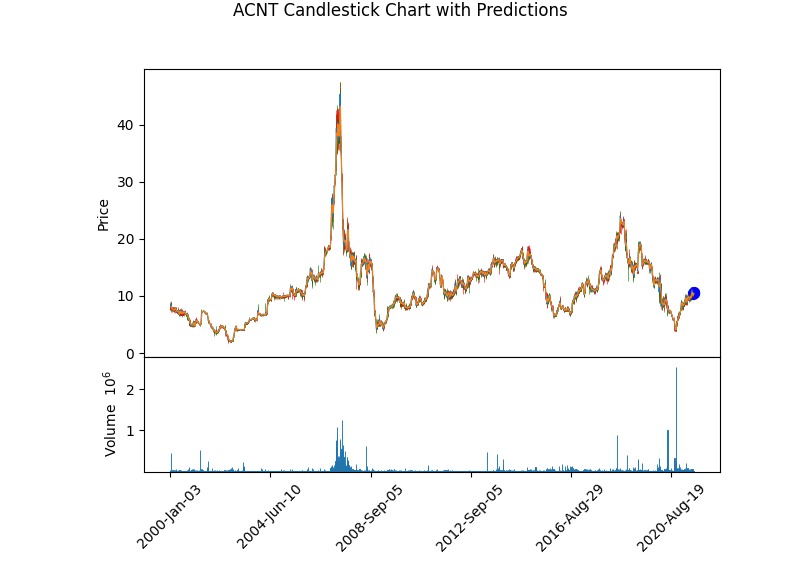 ACNT Candlestick Chart with Predictions
40
30
20
10
0
Price
2
1
Volume 10^6
2000-Jan-03
2004-Jun-10
2008-Sep-05
2012-Sep-05
2016-Aug-29
2020-Aug-19